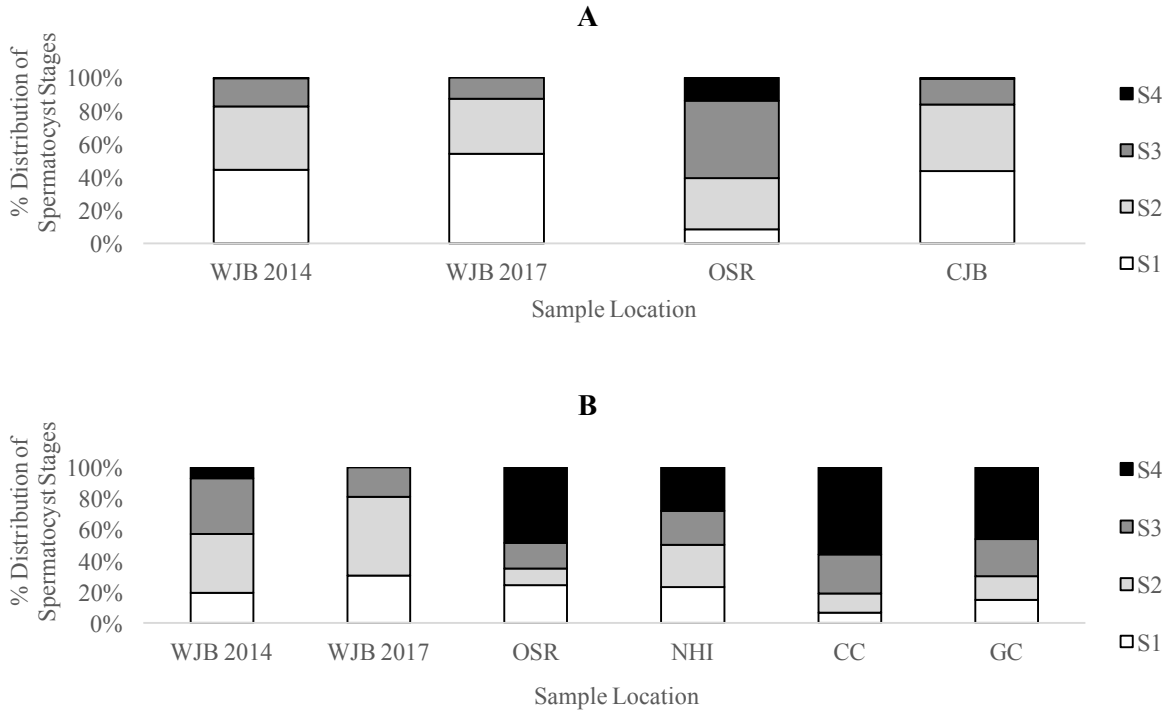 A
% Distribution of
Spermatocyst Stages
100%
80%
60%
40%
20%
0%
WJB 2014 WJB 2017 OSR CJB
Sample Location
S4
S3
S2
S1
B
% Distribution of
Spermatocyst Stages
100%
80%
60%
40%
20%
0%
WJB 2014 WJB 2017 OSR NHI CC GC
Sample Location
S4
S3
S2
S1